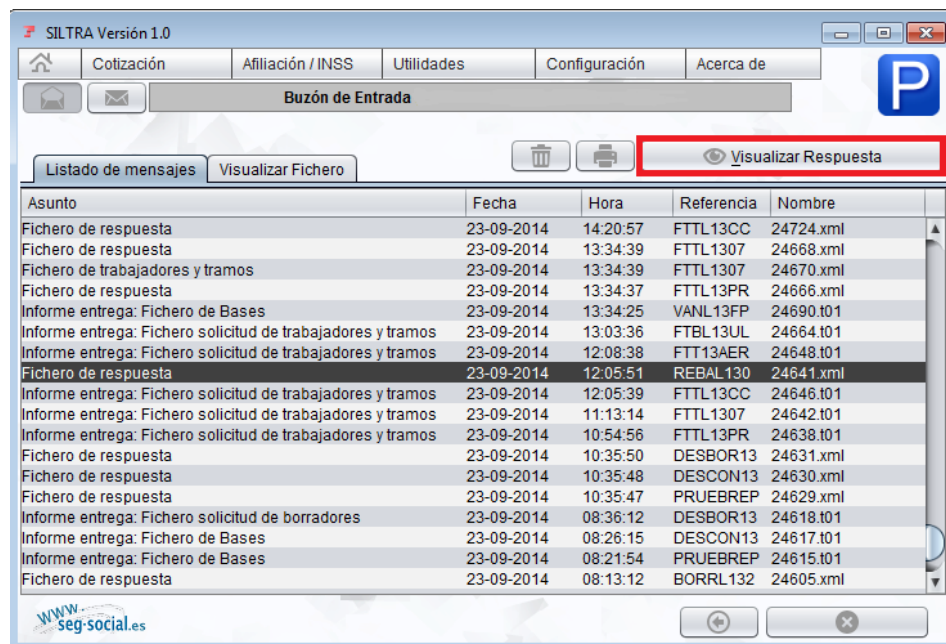 SILTRA Versión 1.0
Cotización Afiliación / INSS Utilidades Configuración Acerca de
Buzón de Entrada
P
Listado de mensajes Visualizar Fichero Visualizar Respuesta
Asunto Fecha Hora Referencia Nombre
Fichero de respuesta 23-09-2014 14:20:57 FTTL13CC 24724.xml
Fichero de respuesta 23-09-2014 13:34:39 FTTL1307 24668.xml
Fichero de trabajadores y tramos 23-09-2014 13:34:39 FTTL1307 24670.xml
Fichero de respuesta 23-09-2014 13:34:37 FTTL13PR 24666.xml
Informe entrega: Fichero de Bases 23-09-2014 13:34:25 VANL13FP 24690.t01
Informe entrega: Fichero solicitud de trabajadores y tramos 23-09-2014 13:03:36 FTBL13UL 24664.t01
Informe entrega: Fichero solicitud de trabajadores y tramos 23-09-2014 12:08:38 FTT13AER 24648.t01
Fichero de respuesta 23-09-2014 12:05:51 REBAL130 24641.xml
Informe entrega: Fichero solicitud de trabajadores y tramos 23-09-2014 12:05:39 FTTL13CC 24646.t01
Informe entrega: Fichero solicitud de trabajadores y tramos 23-09-2014 11:13:14 FTTL1307 24642.t01
Informe entrega: Fichero solicitud de trabajadores y tramos 23-09-2014 10:54:56 FTTL13PR 24638.t01
Fichero de respuesta 23-09-2014 10:35:50 DESBOR13 24631.xml
Fichero de respuesta 23-09-2014 10:35:48 DESCON13 24630.xml
Fichero de respuesta 23-09-2014 10:35:47 PRUEBREP 24629.xml
Informe entrega: Fichero solicitud de borradores 23-09-2014 08:36:12 DESBOR13 24618.t01
Informe entrega: Fichero de Bases 23-09-2014 08:26:15 DESCON13 24617.t01
Informe entrega: Fichero de Bases 23-09-2014 08:21:54 PRUEBREP 24615.t01
Fichero de respuesta 23-09-2014 08:13:12 BORRL132 24605.xml
www.
seg-social.es